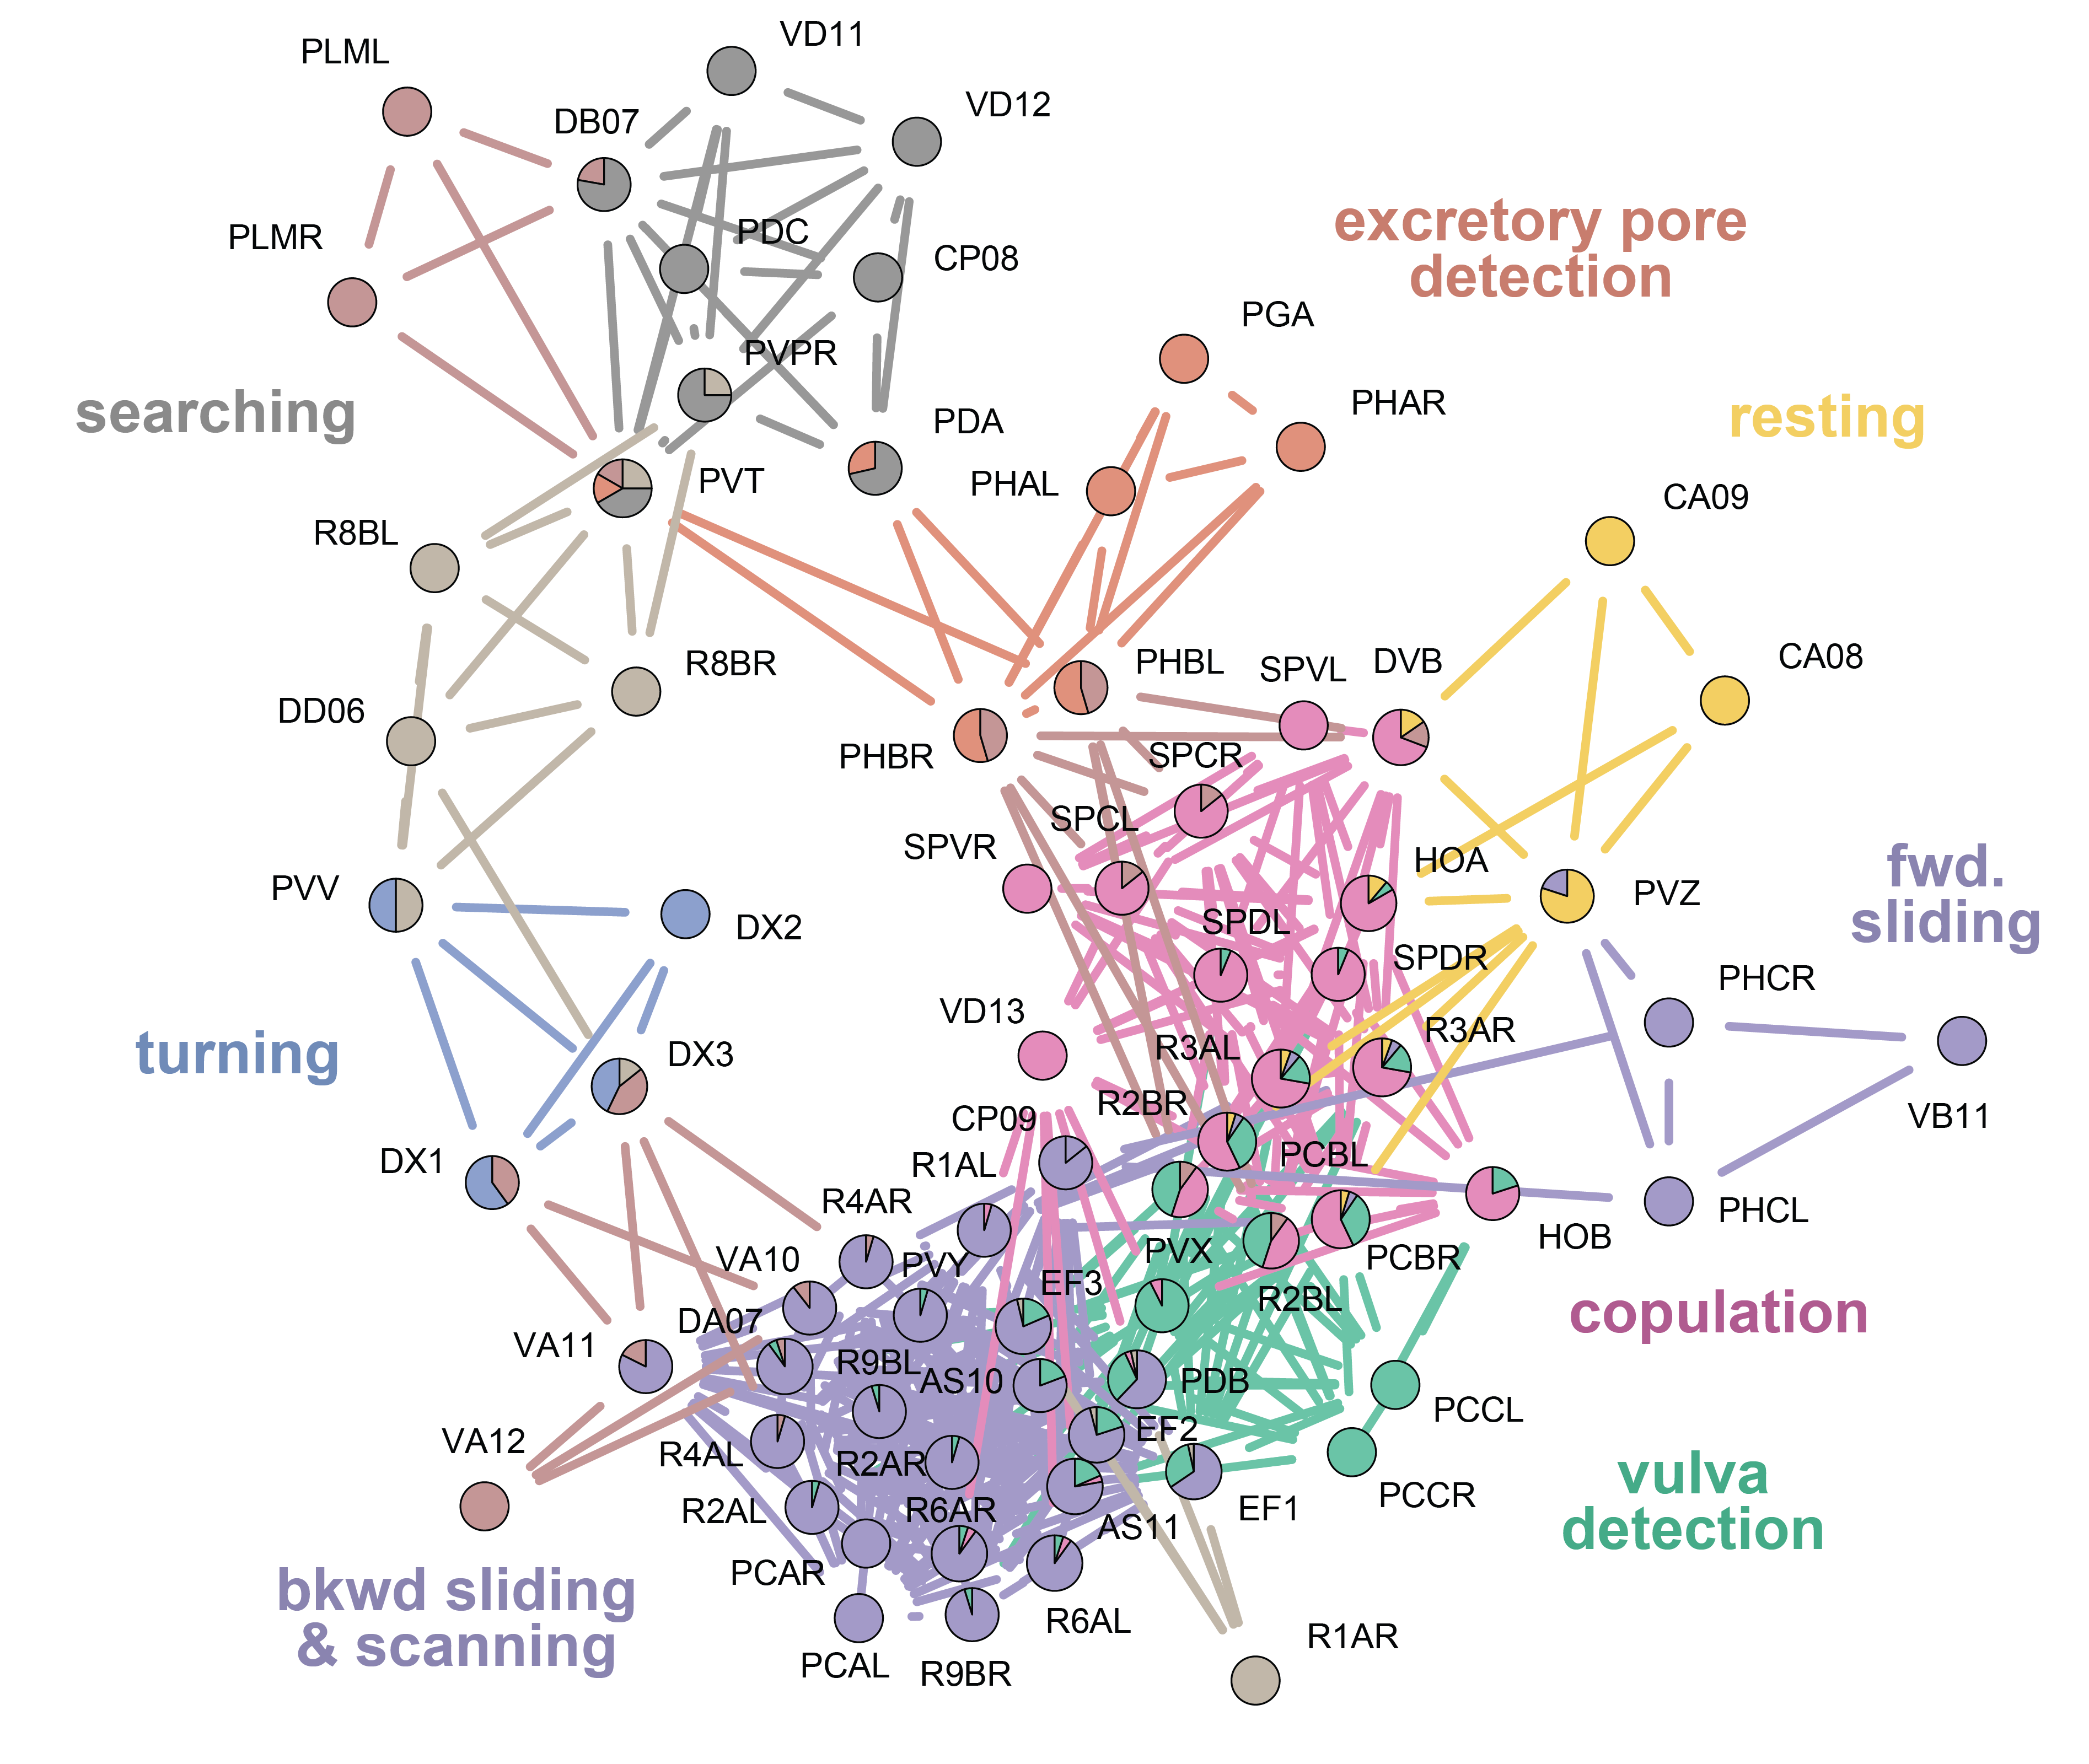 VD11
PLML
VD12
DB07
excretory pore
detection
PLMR
PDC
CP08
PGA
PVPR
searching
PDA
PHAR
resting
PVT
PHAL
CA09
R8BL
R8BR
PHBL
SPVL
DVB
CA08
DD06
PHBR
SPCR
SPCL
SPVR
HOA
fwd.
sliding
PVV
PVZ
DX2
SPDL
SPDR
PHCR
VD13
R3AR
turning
DX3
R3AL
R2BR
CP09
VB11
DX1
R1AL
PCBL
R4AR
PHCL
HOB
VA10
PVY
PVX
PCBR
EF3
R2BL
copulation
DA07
VA11
R9BL
AS10
PDB
PCCL
VA12
EF2
R4AL
R2AR
vulva
detection
PCCR
R2AL
R6AR
EF1
AS11
PCAR
bkwd sliding
& scanning
R6AL
R1AR
PCAL
R9BR